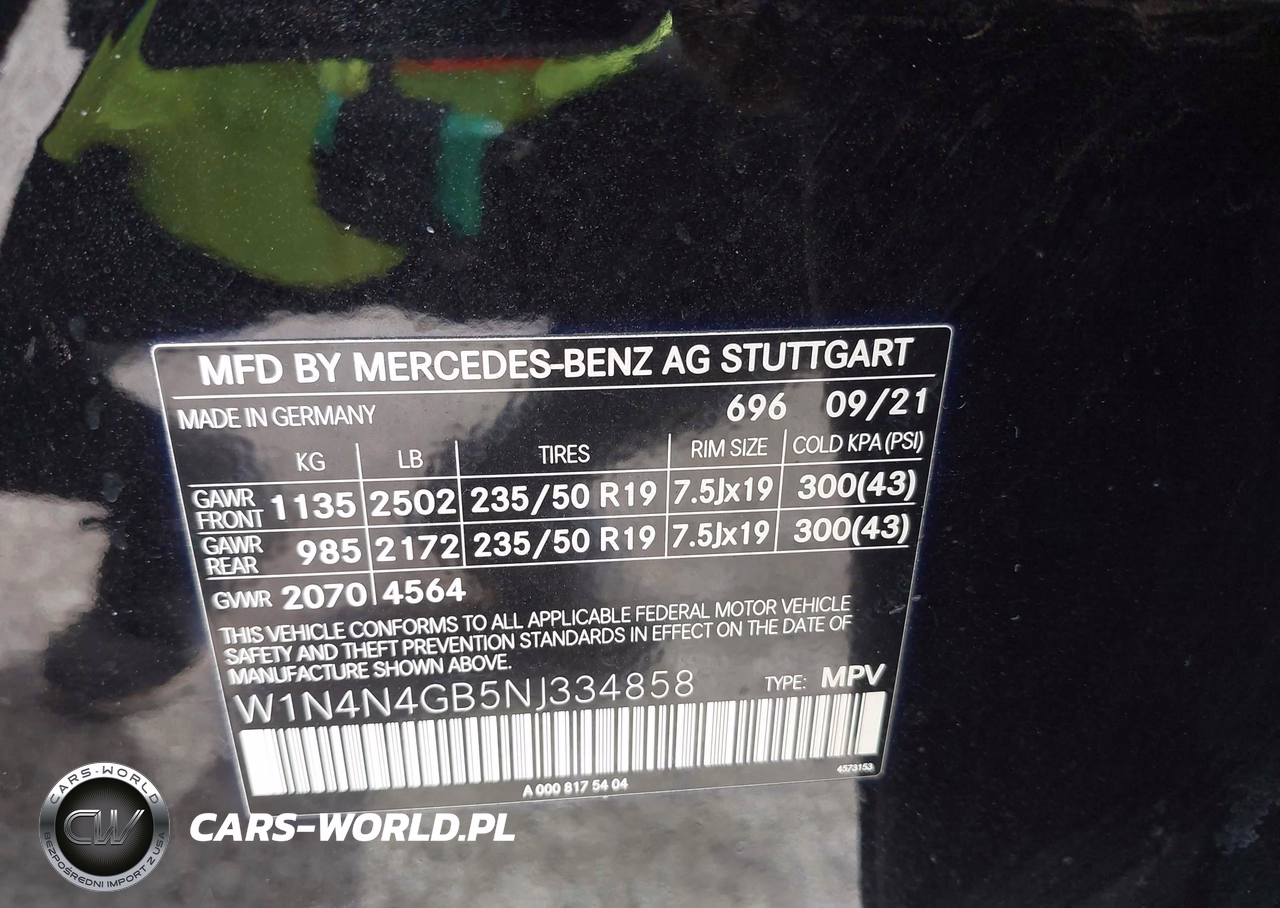 MFD BY MERCEDES-BENZ AG STUTTGART
MADE IN GERMANY 696 09/21
KG LB TIRES RIM SIZE COLD KPA (PSI)
GAWR FRONT 1135 2502 235/50 R19 7.5Jx19 300(43)
GAWR REAR 985 2172 235/50 R19 7.5Jx19 300(43)
GVWR 2070 4564
THIS VEHICLE CONFORMS TO ALL APPLICABLE FEDERAL MOTOR VEHICLE
SAFETY AND THEFT PREVENTION STANDARDS IN EFFECT ON THE DATE OF
MANUFACTURE SHOWN ABOVE.
W1N4N4GB5NJ334858 TYPE: MPV
4573153
A 000 817 54 04
CARS-WORLD
CW
BEZPOŚREDNI IMPORT Z USA
CARS-WORLD.PL